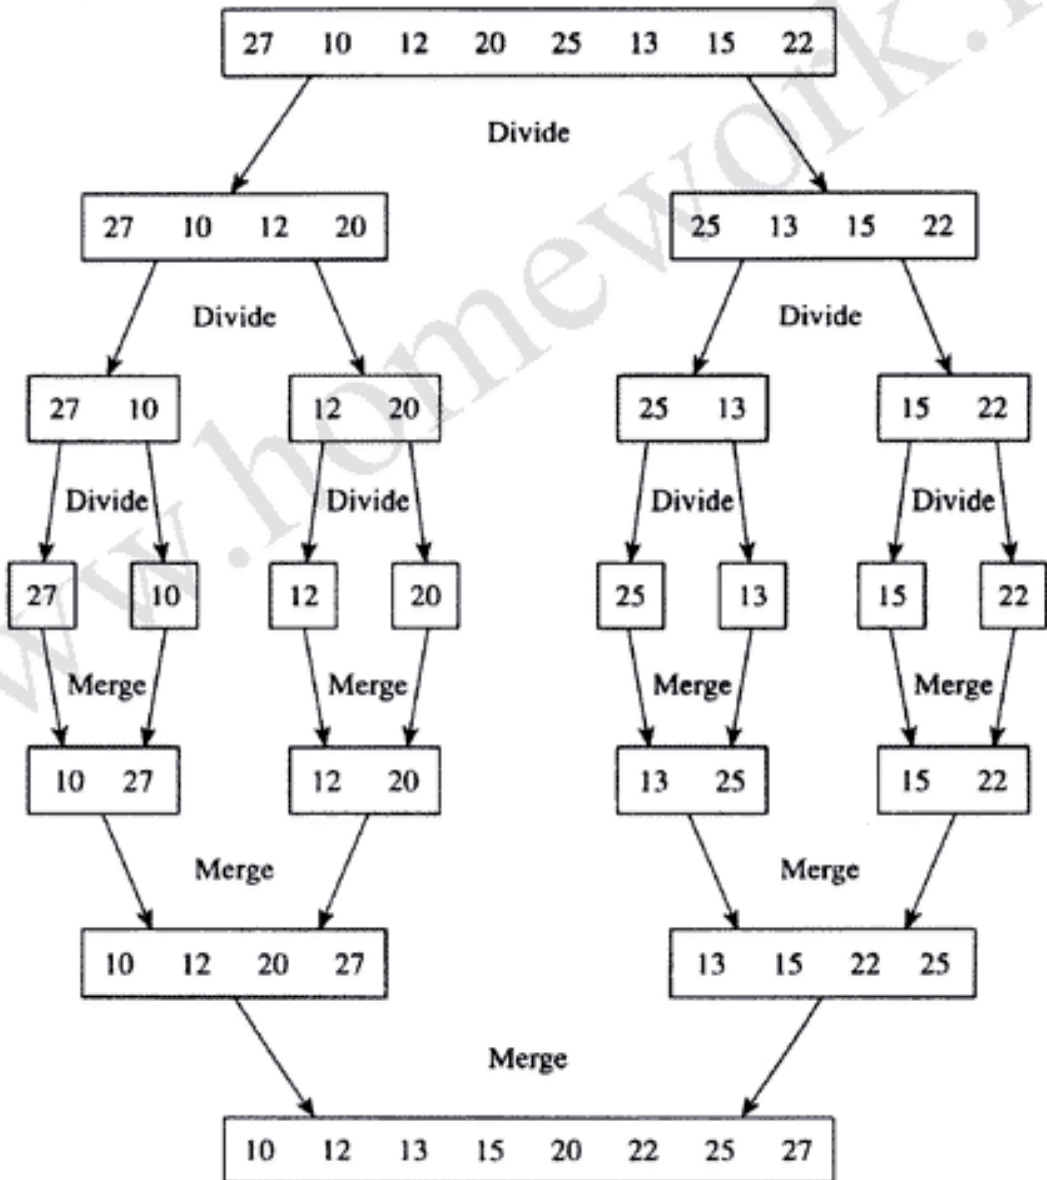 27 10 12 20 25 13 15 22
Divide
27 10 12 20 25 13 15 22
Divide Divide
27 10 12 20 25 13 15 22
Divide Divide Divide Divide
27 10 12 20 25 13 15 22
Merge Merge Merge Merge
10 27 12 20 13 25 15 22
Merge Merge
10 12 20 27 13 15 22 25
Merge
10 12 13 15 20 22 25 27
w.homework.